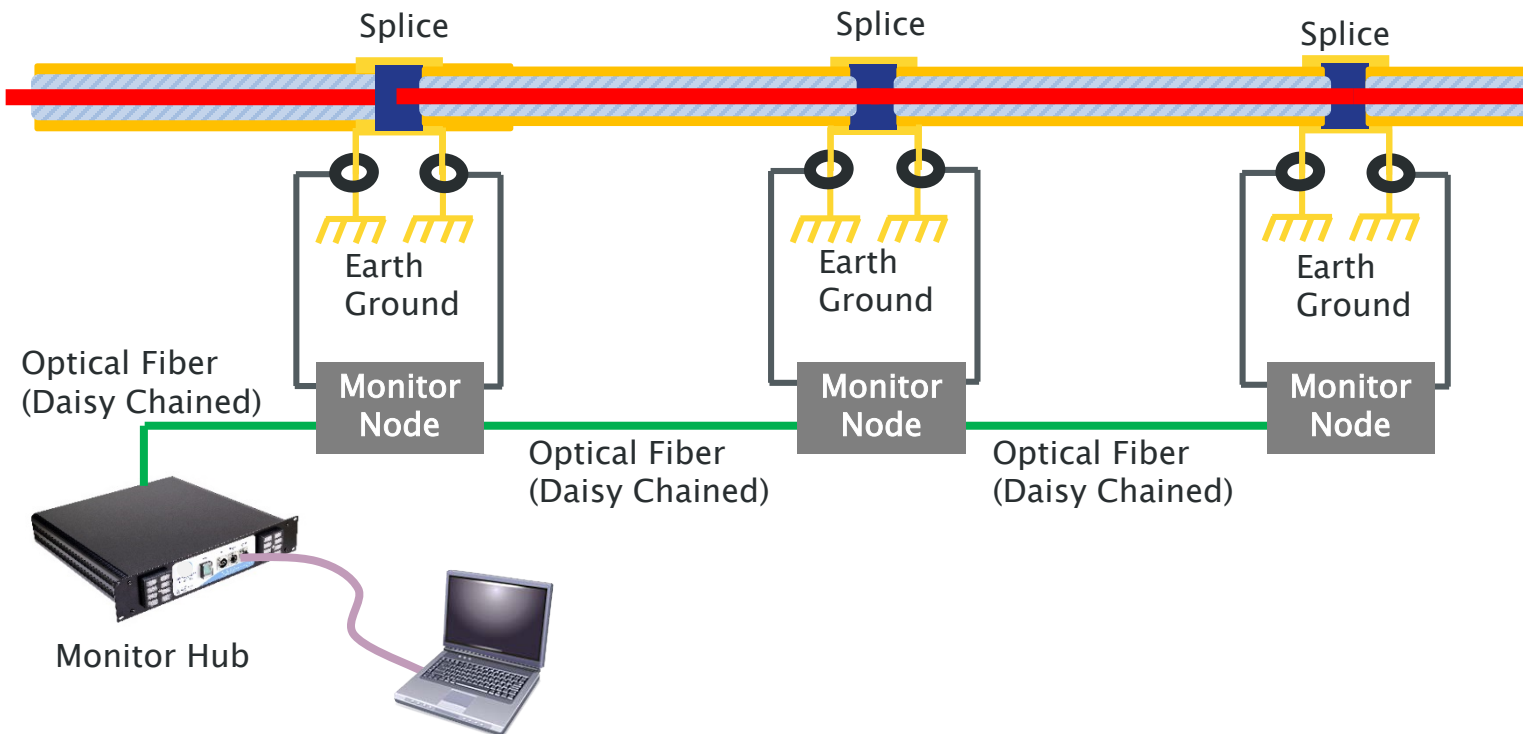 Splice
Splice
Splice
Earth
Ground
Earth
Ground
Earth
Ground
Optical Fiber
(Daisy Chained)
Monitor
Node
Monitor
Node
Monitor
Node
Optical Fiber
(Daisy Chained)
Optical Fiber
(Daisy Chained)
Monitor Hub